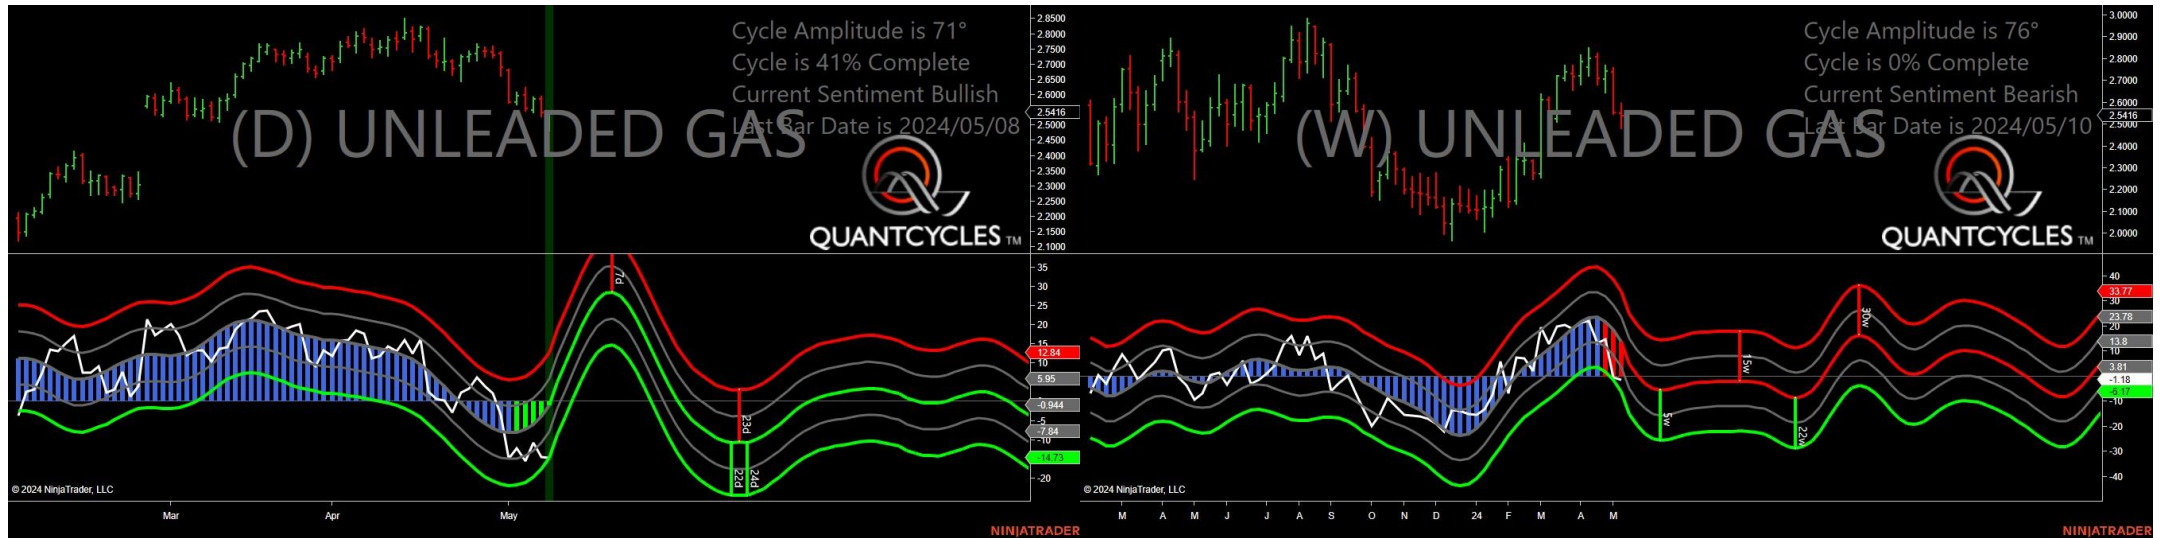 Cycle Amplitude is 71°
Cycle is 41% Complete
Current Sentiment Bullish
Last Bar Date is 2024/05/08
(D) UNLEADED GAS
QUANTCYCLES TM
2.8500
2.8000
2.7500
2.7000
2.6500
2.6000
2.5416
2.5000
2.4500
2.4000
2.3500
2.3000
2.2500
2.2000
2.1500
2.1000
7d
23d
22d
24d
35
30
25
20
15
12.84
10
5.95
-0.944
-5
-7.84
-10
-14.73
-20
© 2024 NinjaTrader, LLC
Mar Apr May
NINJATRADER
Cycle Amplitude is 76°
Cycle is 0% Complete
Current Sentiment Bearish
Last Bar Date is 2024/05/10
(W) UNLEADED GAS
QUANTCYCLES TM
3.0000
2.9000
2.8000
2.7000
2.6000
2.5416
2.5000
2.4000
2.3000
2.2000
2.1000
2.0000
5w
15w
22w
30w
40
33.77
30
23.78
20
13.8
10
3.81
-1.18
-6.17
-10
-20
-30
-40
© 2024 NinjaTrader, LLC
M A M J J A S O N D 24 F M A M
NINJATRADER